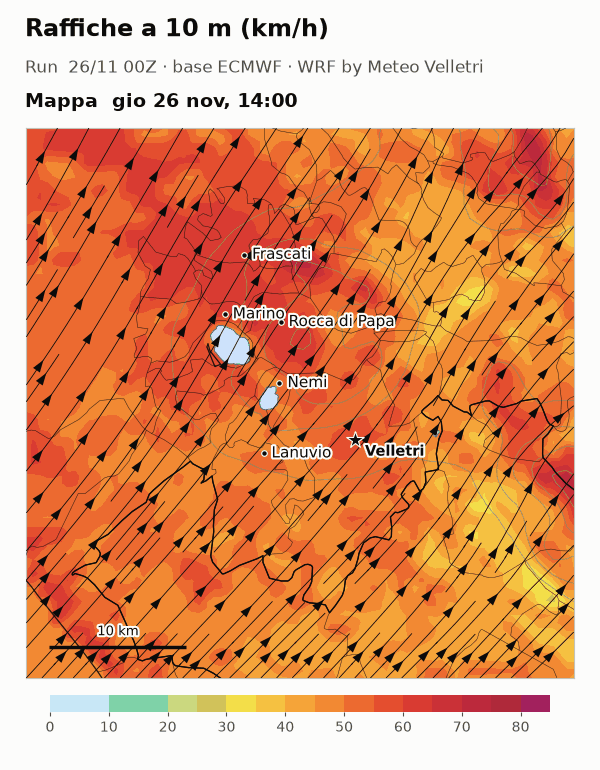 Raffiche a 10 m (km/h)
Run  26/11 00Z · base ECMWF · WRF by Meteo Velletri
Mappa  gio 26 nov, 14:00
Frascati
Marino
Rocca di Papa
Nemi
Velletri
Lanuvio
10 km
0 10 20 30 40 50 60 70 80